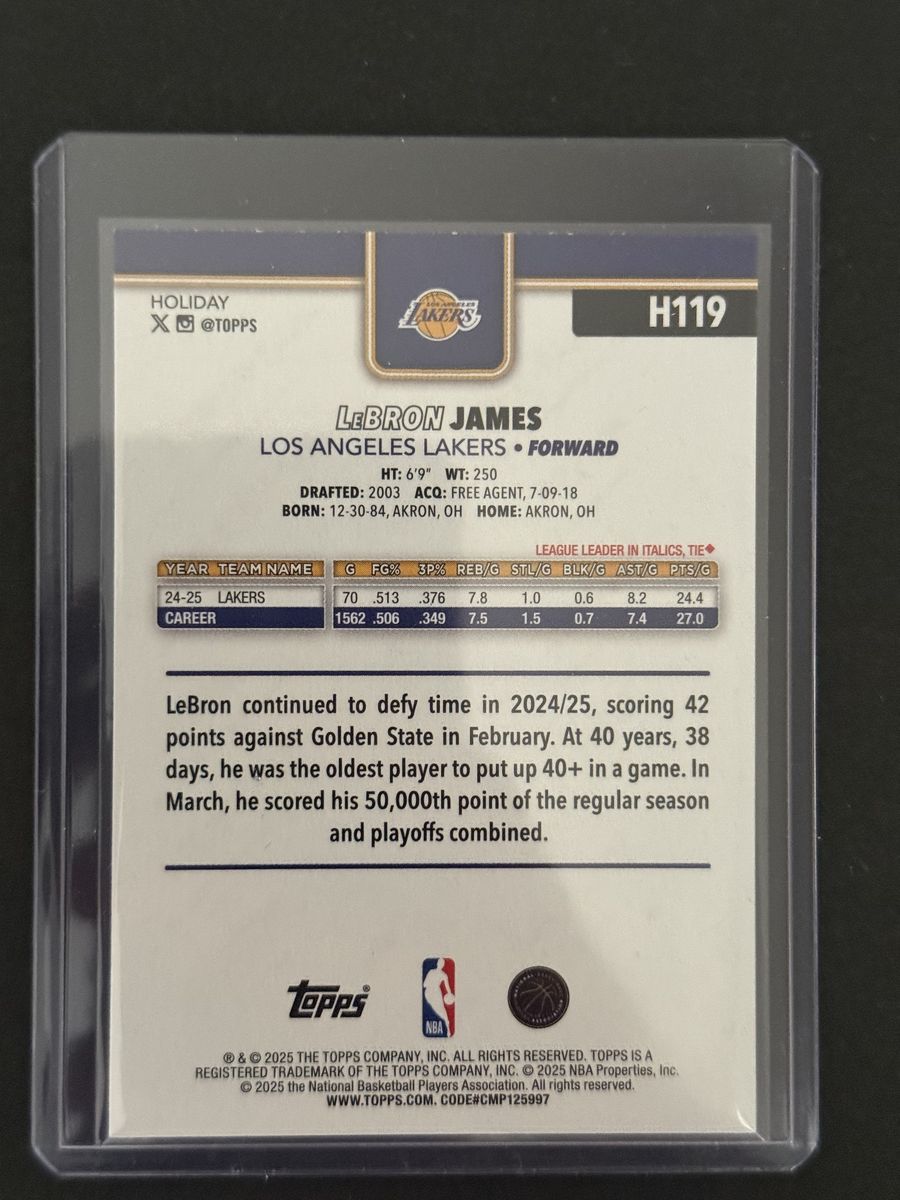 LOS ANGELES
LAKERS
HOLIDAY
@TOPPS
H119
LeBRON JAMES
LOS ANGELES LAKERS • FORWARD
HT: 6'9" WT: 250
DRAFTED: 2003 ACQ: FREE AGENT, 7-09-18
BORN: 12-30-84, AKRON, OH HOME: AKRON, OH
LEAGUE LEADER IN ITALICS, TIE♦
YEAR TEAM NAME G FG% 3P% REB/G STL/G BLK/G AST/G PTS/G
24-25 LAKERS 70 .513 .376 7.8 1.0 0.6 8.2 24.4
CAREER 1562 .506 .349 7.5 1.5 0.7 7.4 27.0
LeBron continued to defy time in 2024/25, scoring 42
points against Golden State in February. At 40 years, 38
days, he was the oldest player to put up 40+ in a game. In
March, he scored his 50,000th point of the regular season
and playoffs combined.
Topps®
NBA
® & © 2025 THE TOPPS COMPANY, INC. ALL RIGHTS RESERVED. TOPPS IS A
REGISTERED TRADEMARK OF THE TOPPS COMPANY, INC. © 2025 NBA Properties, Inc.
© 2025 the National Basketball Players Association. All rights reserved.
WWW.TOPPS.COM. CODE#CMP125997